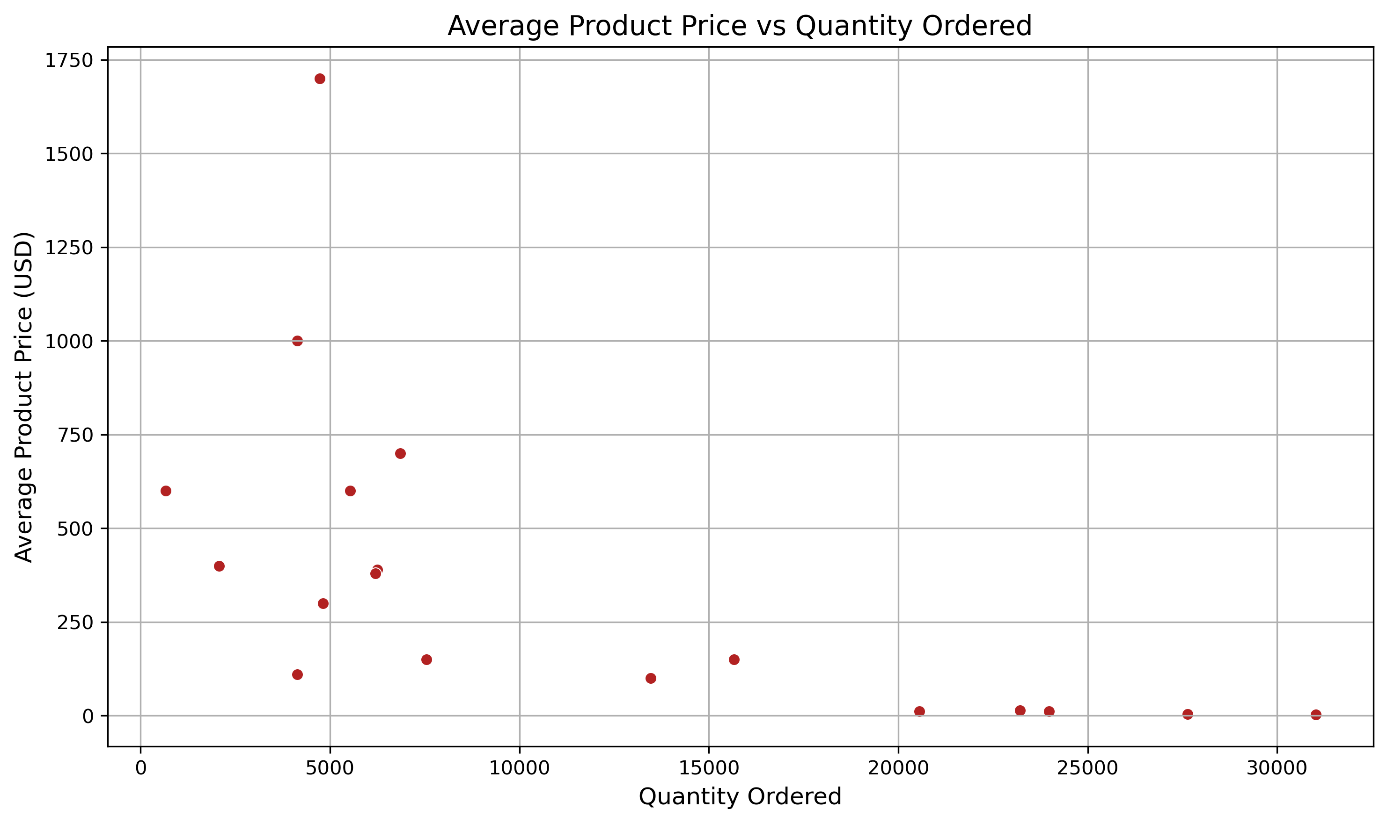 Average Product Price vs Quantity Ordered
1750
1500
1250
1000
750
500
250
0
Average Product Price (USD)
0 5000 10000 15000 20000 25000 30000
Quantity Ordered